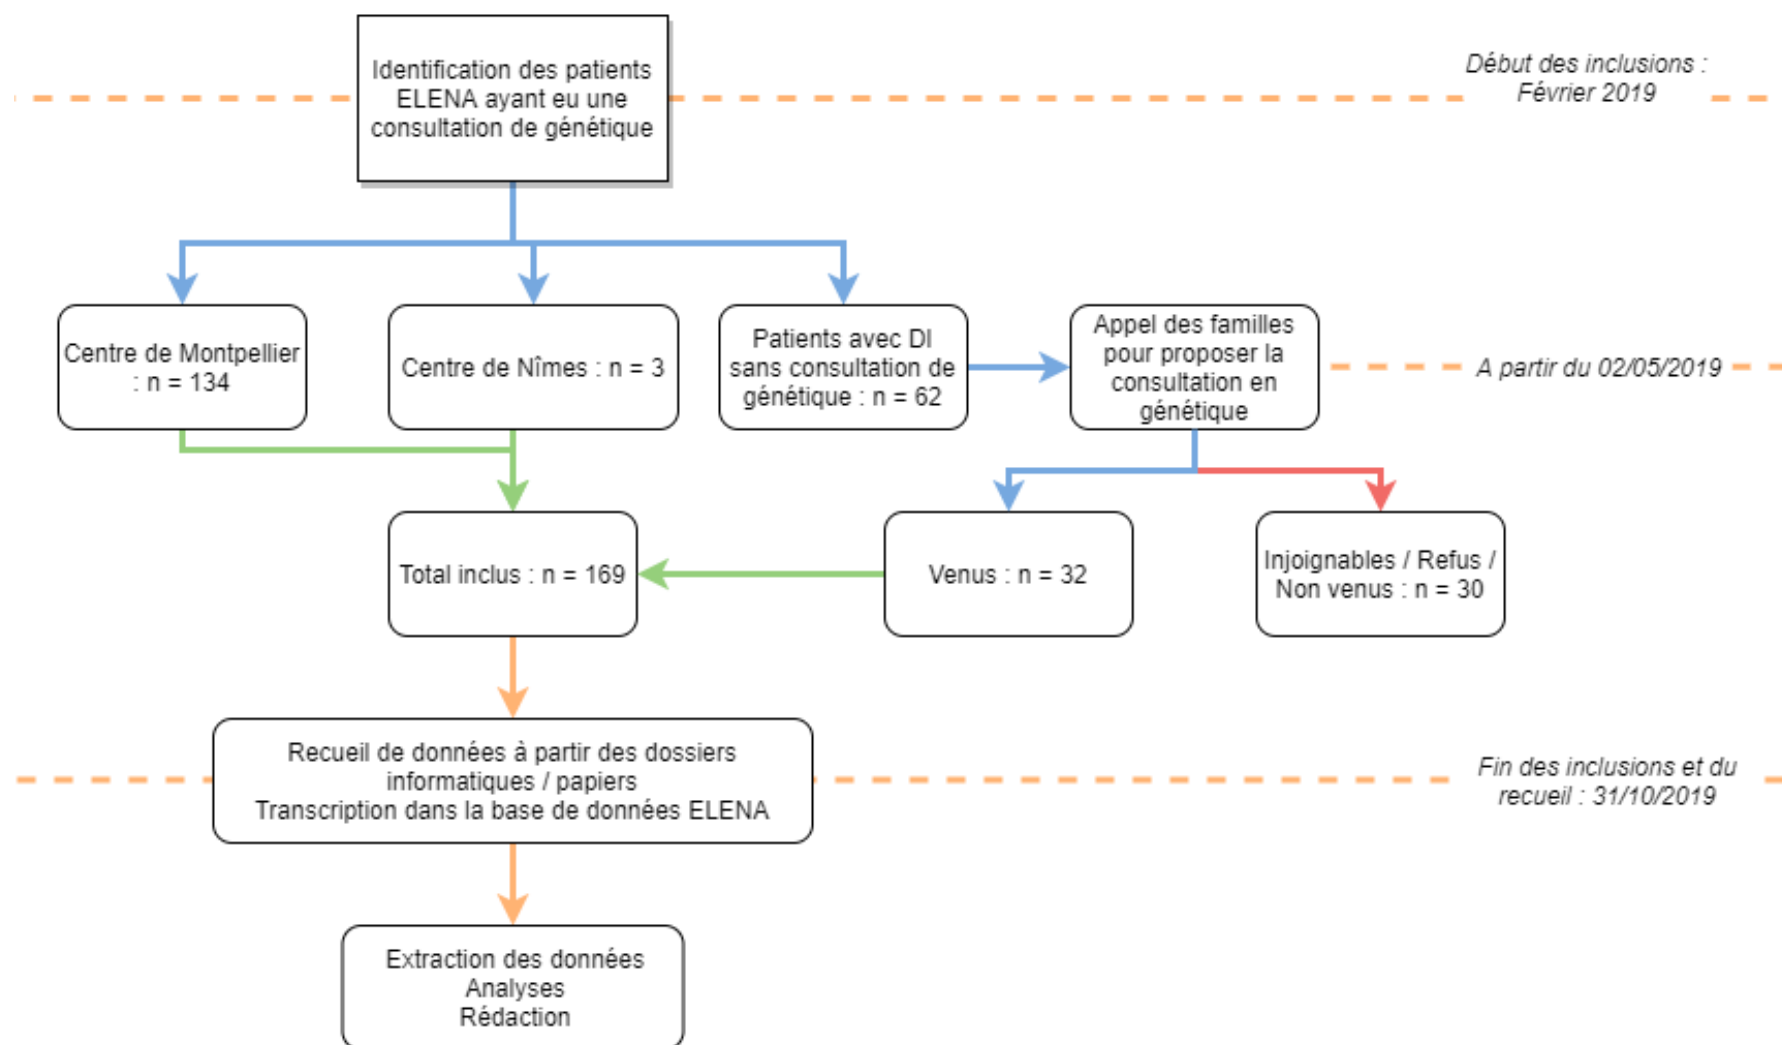 Identification des patients
ELENA ayant eu une
consultation de génétique
Début des inclusions :
Février 2019
Centre de Montpellier
: n = 134
Centre de Nîmes : n = 3
Patients avec DI
sans consultation de
génétique : n = 62
Appel des familles
pour proposer la
consultation en
génétique
A partir du 02/05/2019
Total inclus : n = 169
Venus : n = 32
Injoignables / Refus /
Non venus : n = 30
Recueil de données à partir des dossiers
informatiques / papiers
Transcription dans la base de données ELENA
Fin des inclusions et du
recueil : 31/10/2019
Extraction des données
Analyses
Rédaction